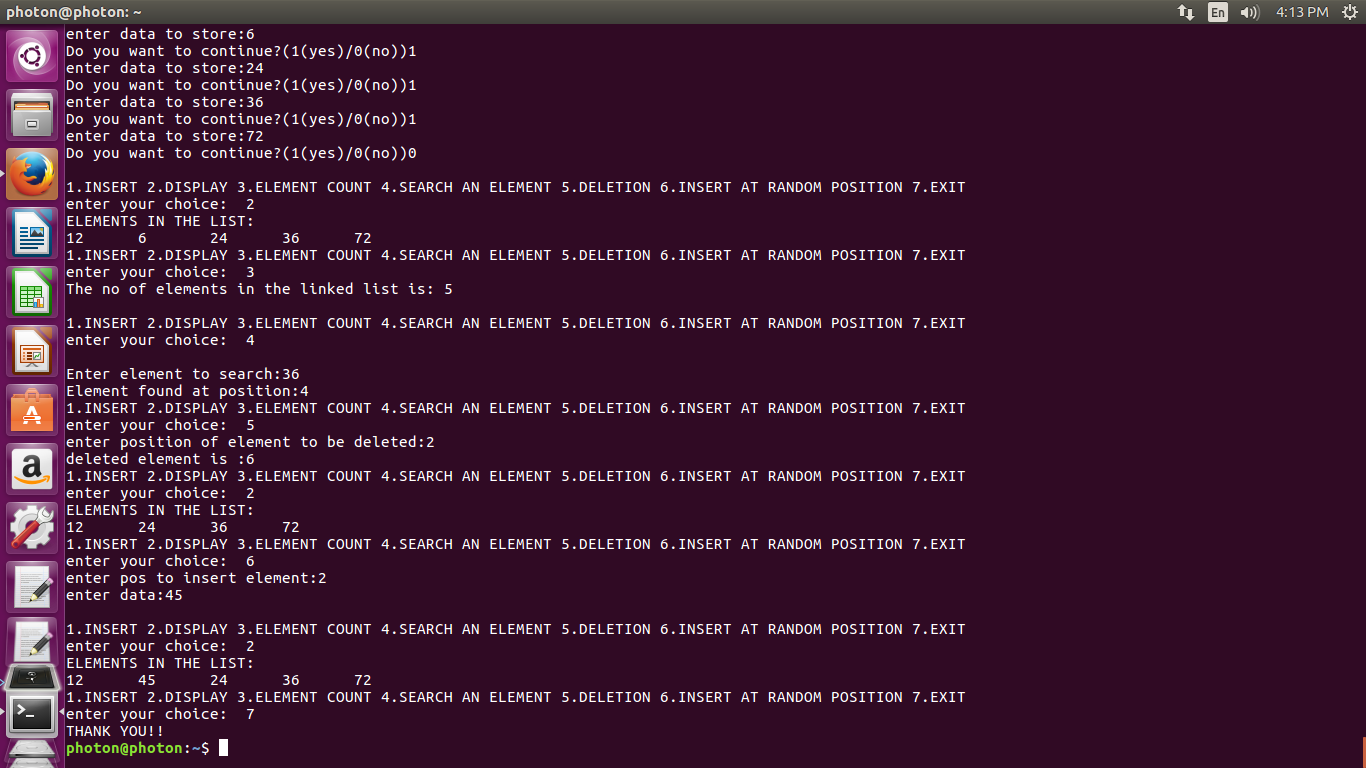 photon@photon: ~
En
4:13 PM
enter data to store:6
Do you want to continue?(1(yes)/0(no))1
enter data to store:24
Do you want to continue?(1(yes)/0(no))1
enter data to store:36
Do you want to continue?(1(yes)/0(no))1
enter data to store:72
Do you want to continue?(1(yes)/0(no))0
1.INSERT 2.DISPLAY 3.ELEMENT COUNT 4.SEARCH AN ELEMENT 5.DELETION 6.INSERT AT RANDOM POSITION 7.EXIT
enter your choice:  2
ELEMENTS IN THE LIST:
12      6       24      36      72
1.INSERT 2.DISPLAY 3.ELEMENT COUNT 4.SEARCH AN ELEMENT 5.DELETION 6.INSERT AT RANDOM POSITION 7.EXIT
enter your choice:  3
The no of elements in the linked list is: 5
1.INSERT 2.DISPLAY 3.ELEMENT COUNT 4.SEARCH AN ELEMENT 5.DELETION 6.INSERT AT RANDOM POSITION 7.EXIT
enter your choice:  4
Enter element to search:36
Element found at position:4
1.INSERT 2.DISPLAY 3.ELEMENT COUNT 4.SEARCH AN ELEMENT 5.DELETION 6.INSERT AT RANDOM POSITION 7.EXIT
enter your choice:  5
enter position of element to be deleted:2
deleted element is :6
1.INSERT 2.DISPLAY 3.ELEMENT COUNT 4.SEARCH AN ELEMENT 5.DELETION 6.INSERT AT RANDOM POSITION 7.EXIT
enter your choice:  2
ELEMENTS IN THE LIST:
12      24      36      72
1.INSERT 2.DISPLAY 3.ELEMENT COUNT 4.SEARCH AN ELEMENT 5.DELETION 6.INSERT AT RANDOM POSITION 7.EXIT
enter your choice:  6
enter pos to insert element:2
enter data:45
1.INSERT 2.DISPLAY 3.ELEMENT COUNT 4.SEARCH AN ELEMENT 5.DELETION 6.INSERT AT RANDOM POSITION 7.EXIT
enter your choice:  2
ELEMENTS IN THE LIST:
12      45      24      36      72
1.INSERT 2.DISPLAY 3.ELEMENT COUNT 4.SEARCH AN ELEMENT 5.DELETION 6.INSERT AT RANDOM POSITION 7.EXIT
enter your choice:  7
THANK YOU!!
photon@photon:~$